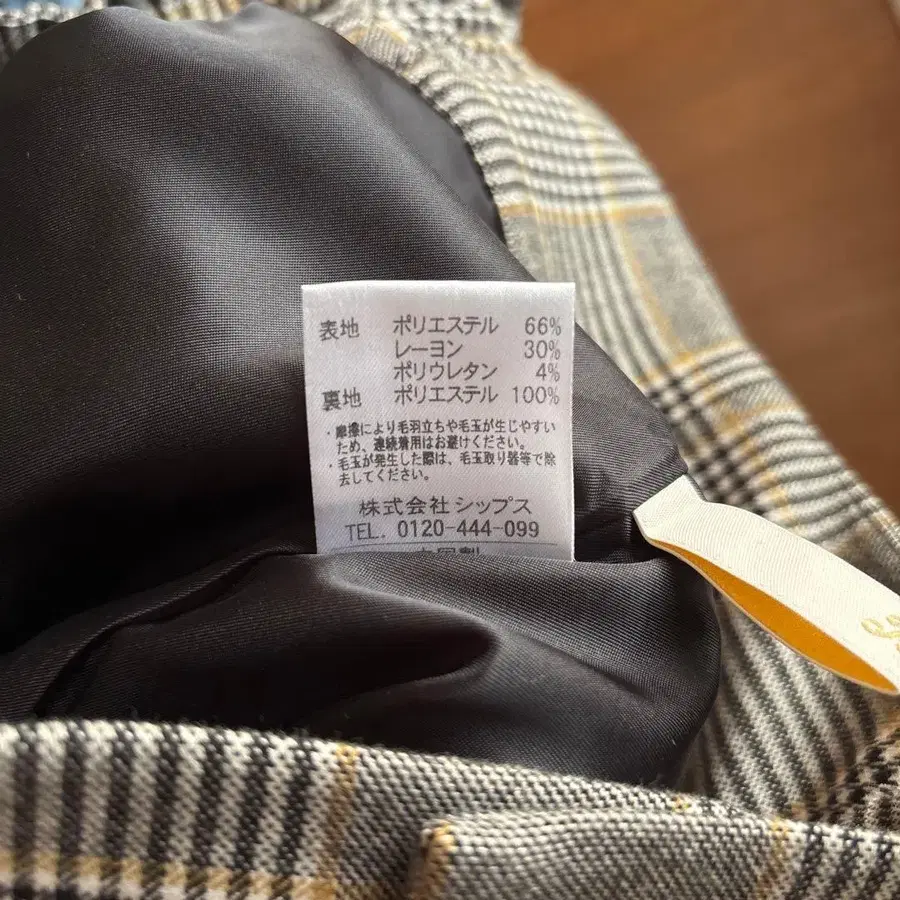 表地 ポリエステル 66%
レーヨン 30%
ポリウレタン 4%
裏地 ポリエステル 100%
・摩擦により毛羽立ちや毛玉が生じやすい
ため、連続着用はお避けください。
・毛玉が発生した際は、毛玉取り器等で除
去してください。
株式会社シップス
TEL. 0120-444-099